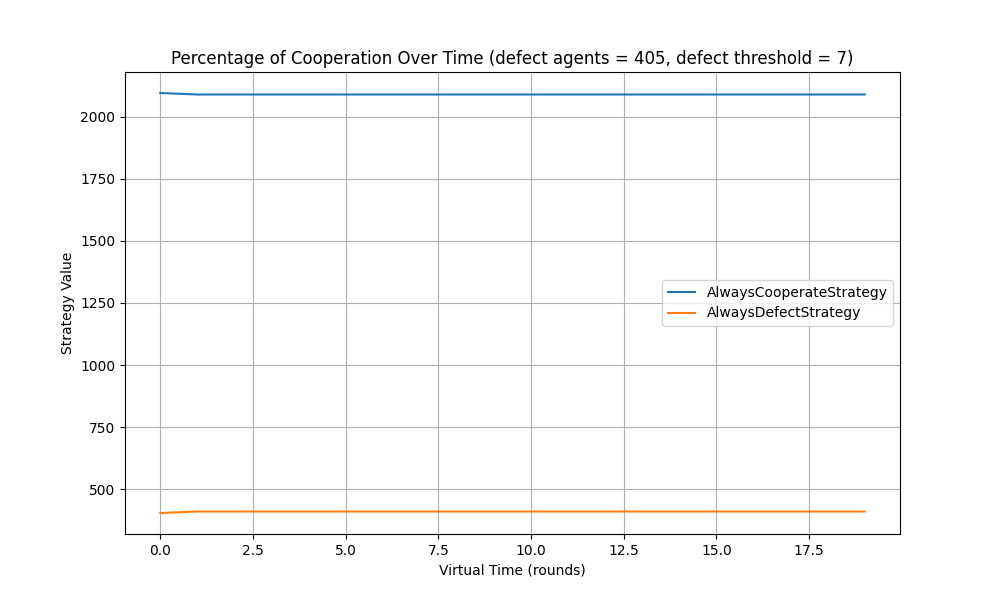 Percentage of Cooperation Over Time (defect agents = 405, defect threshold = 7)
2000
1750
1500
1250
1000
750
500
Strategy Value
AlwaysCooperateStrategy
AlwaysDefectStrategy
0.0 2.5 5.0 7.5 10.0 12.5 15.0 17.5
Virtual Time (rounds)